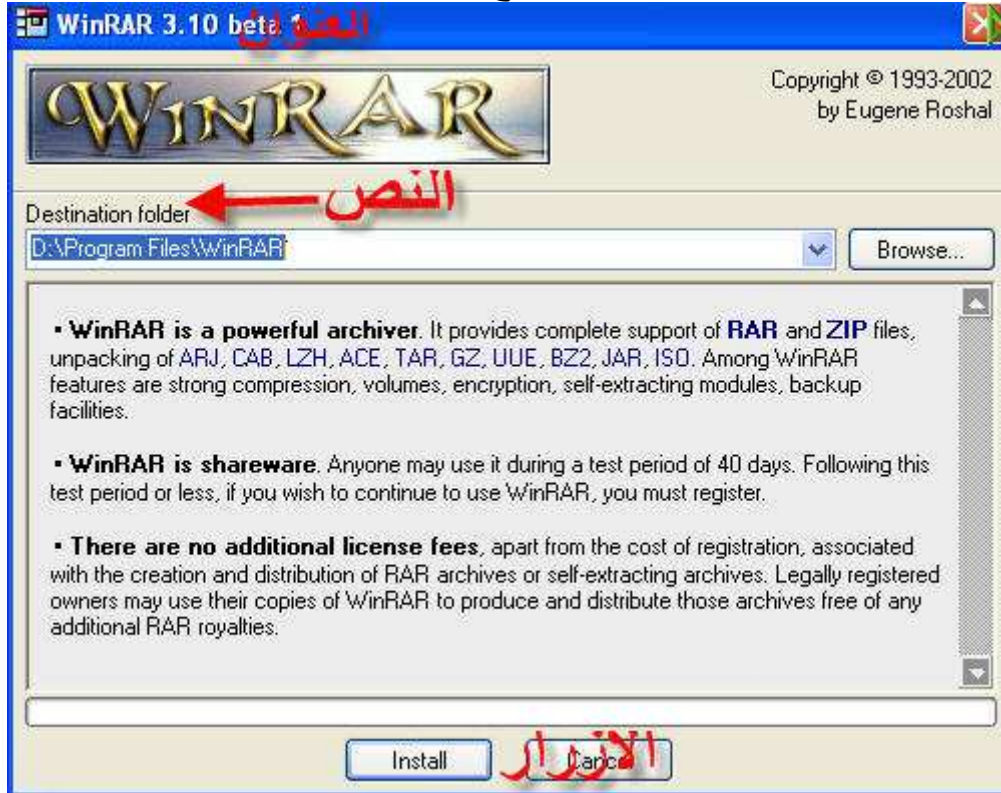 WinRAR 3.10 beta 1
العنوان
WINRAR
Copyright © 1993-2002
by Eugene Roshal
النص
Destination folder
D:\Program Files\WinRAR
Browse...
• WinRAR is a powerful archiver. It provides complete support of RAR and ZIP files,
unpacking of ARJ, CAB, LZH, ACE, TAR, GZ, UUE, BZ2, JAR, ISO. Among WinRAR
features are strong compression, volumes, encryption, self-extracting modules, backup
facilities.
• WinRAR is shareware. Anyone may use it during a test period of 40 days. Following this
test period or less, if you wish to continue to use WinRAR, you must register.
• There are no additional license fees, apart from the cost of registration, associated
with the creation and distribution of RAR archives or self-extracting archives. Legally registered
owners may use their copies of WinRAR to produce and distribute those archives free of any
additional RAR royalties.
Install
الازرار
Cancel